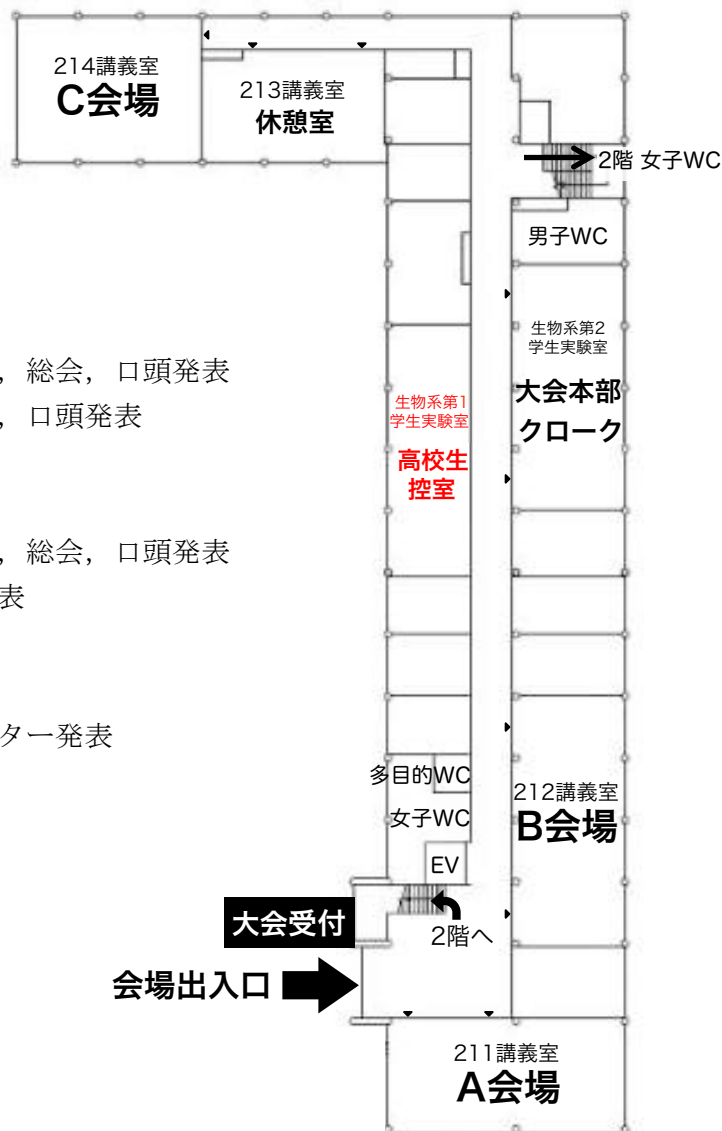 214講義室
C会場
213講義室
休憩室
2階 女子WC
男子WC
生物系第2
学生実験室
大会本部
クローク
，総会，口頭発表
，口頭発表
生物系第1
学生実験室
高校生
控室
，総会，口頭発表
表
ター発表
多目的WC
女子WC
212講義室
B会場
EV
大会受付
2階へ
会場出入口
211講義室
A会場